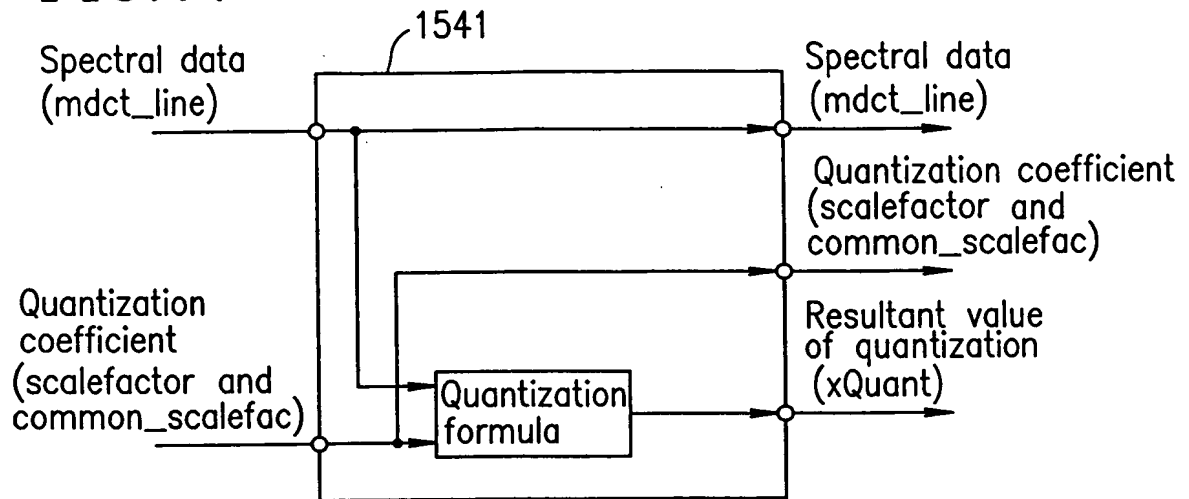 1541
Spectral data
(mdct_line)
Spectral data
(mdct_line)
Quantization coefficient
(scalefactor and
common_scalefac)
Quantization
coefficient
(scalefactor and
common_scalefac)
Quantization
formula
Resultant value
of quantization
(xQuant)